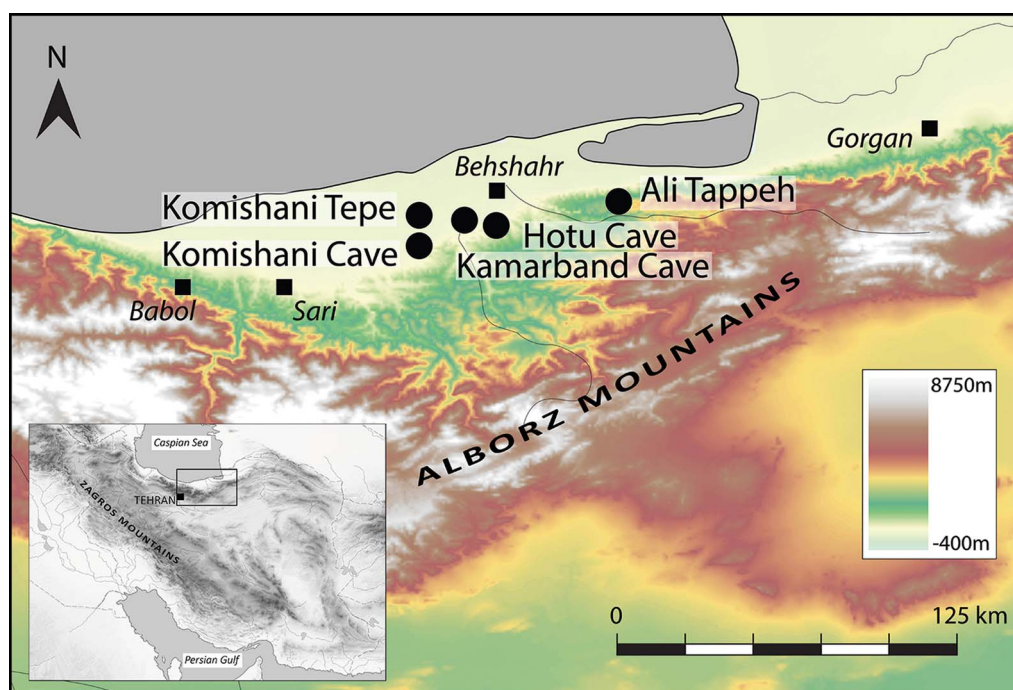 N
Gorgan
Behshahr
Ali Tappeh
Komishani Tepe
Hotu Cave
Komishani Cave
Kamarband Cave
Babol
Sari
ALBORZ MOUNTAINS
8750m
-400m
Caspian Sea
TEHRAN
ZAGROS MOUNTAINS
Persian Gulf
0
125 km